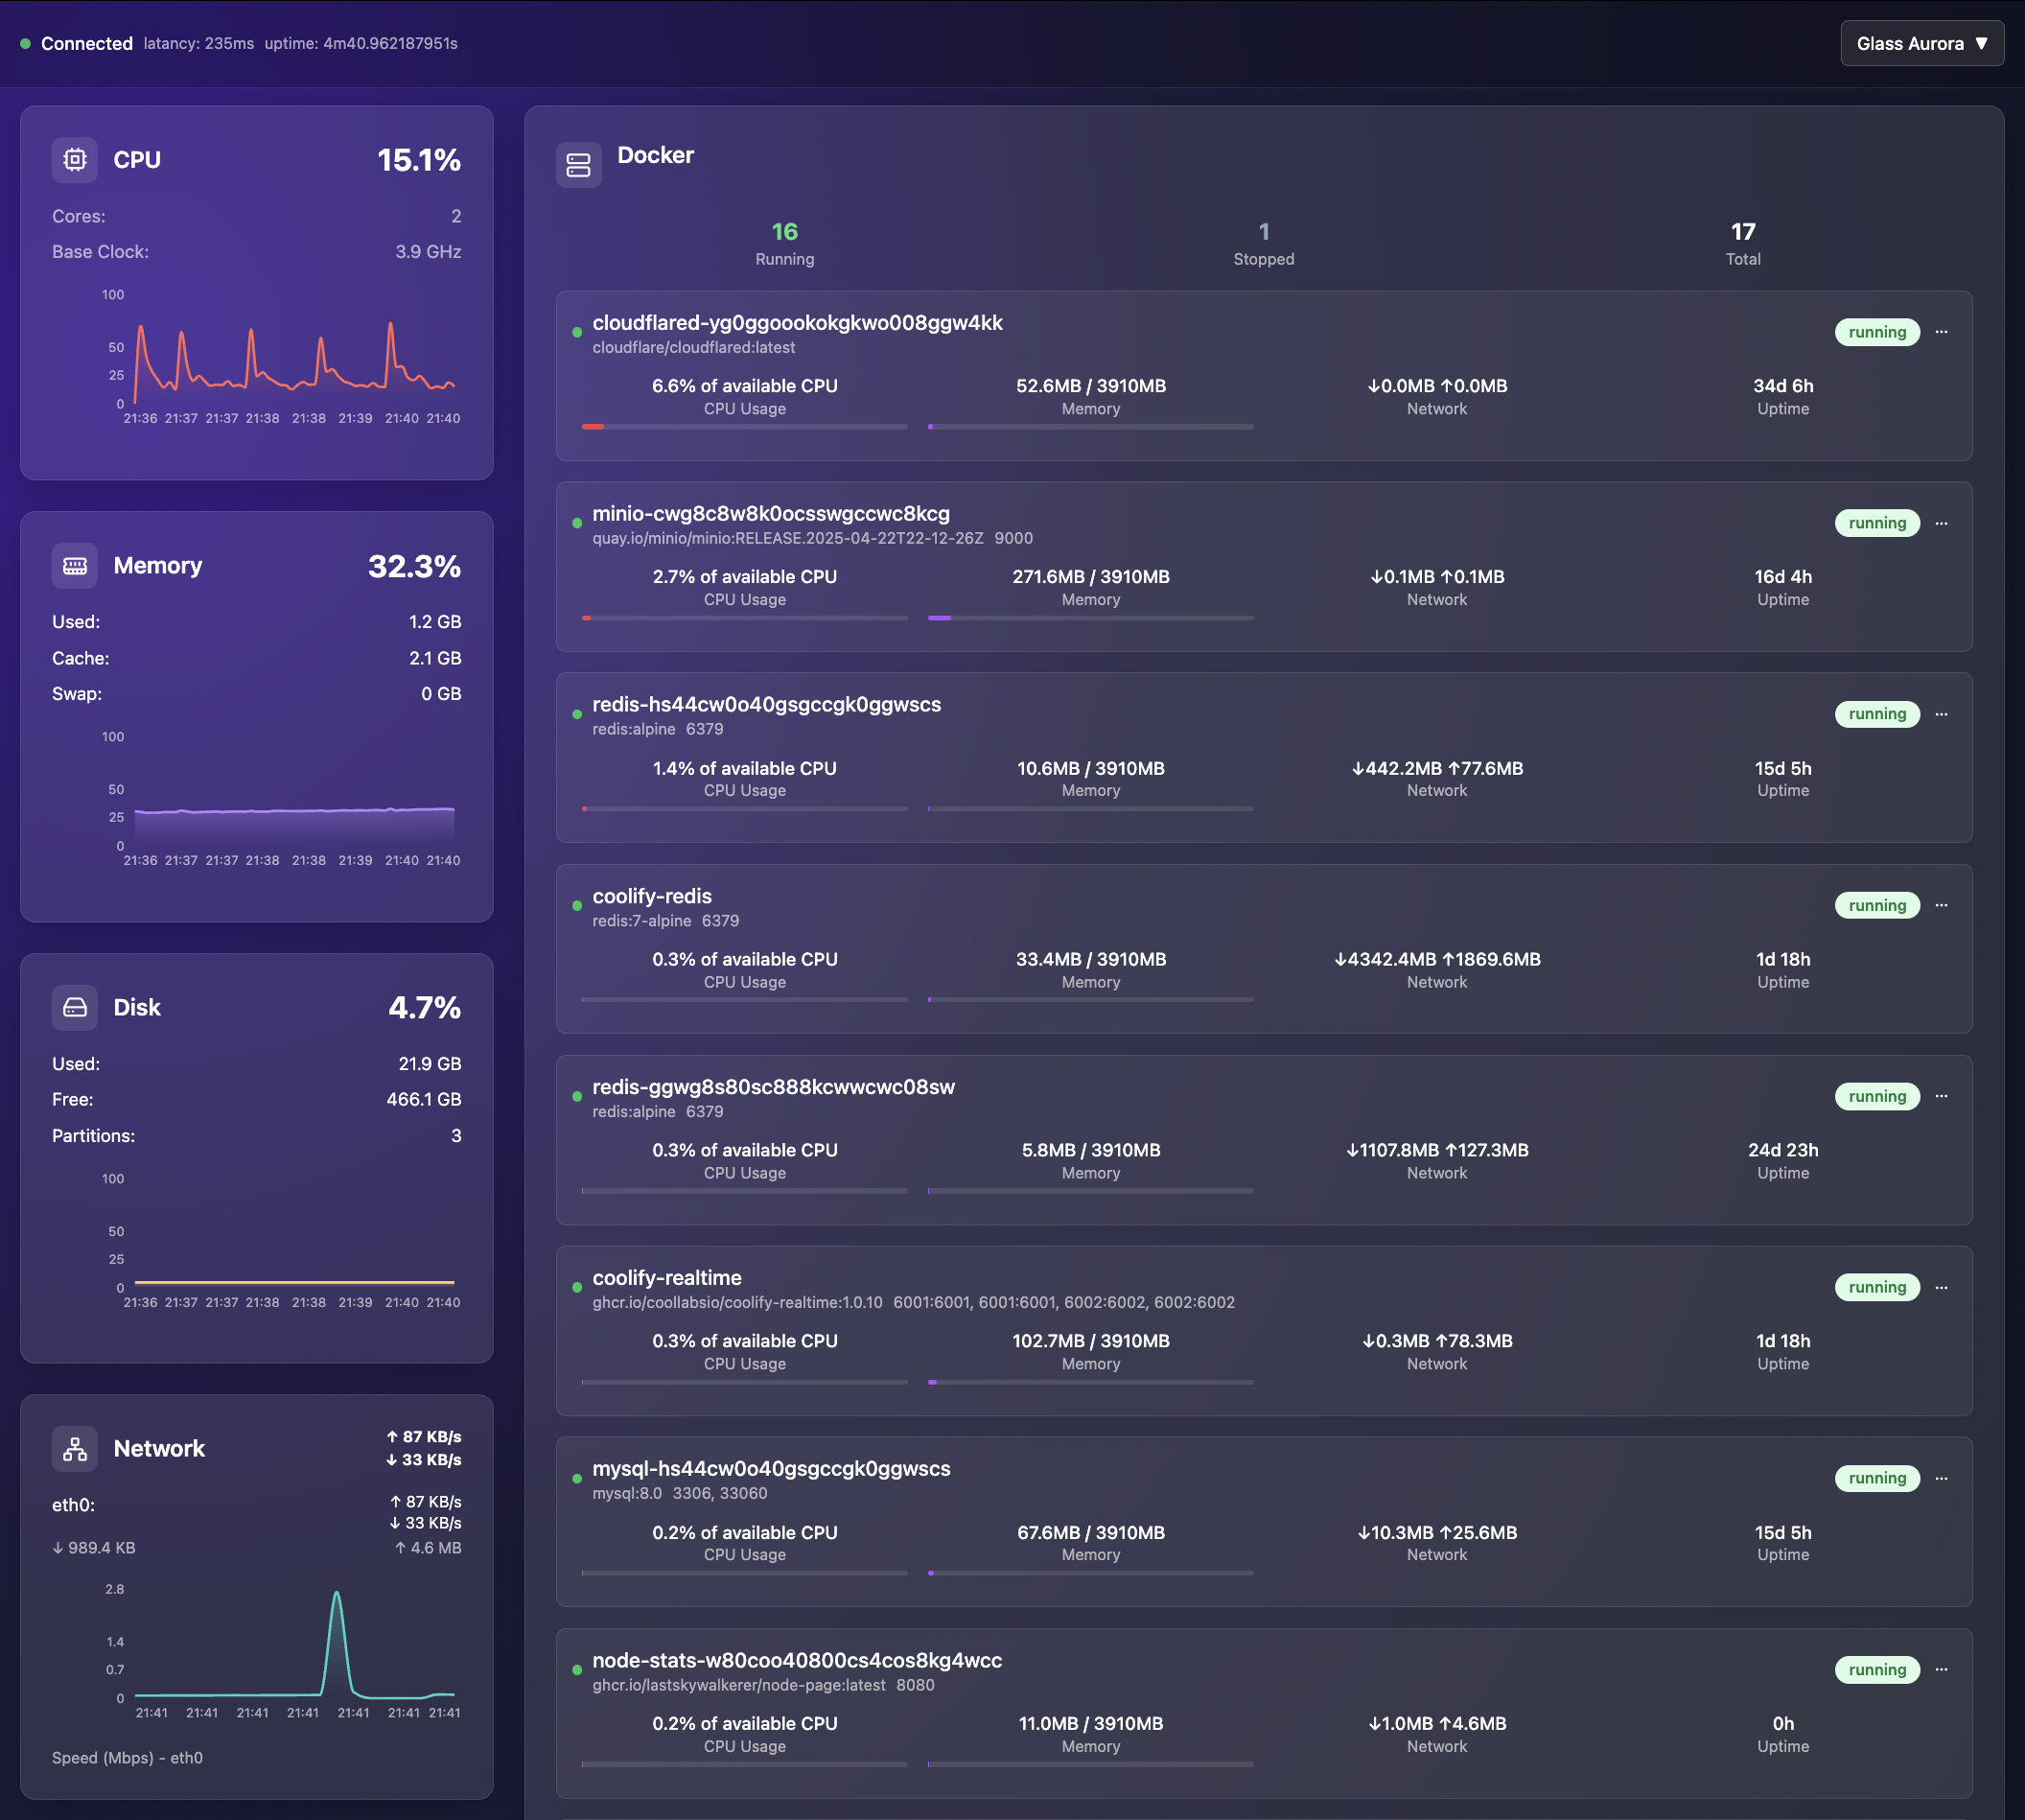 Connected latancy: 235ms uptime: 4m40.962187951s
Glass Aurora ▼
CPU
15.1%
Cores: 2
Base Clock: 3.9 GHz
100
50
25
0
21:36 21:37 21:37 21:38 21:38 21:39 21:40 21:40
Memory
32.3%
Used: 1.2 GB
Cache: 2.1 GB
Swap: 0 GB
100
50
25
0
21:36 21:37 21:37 21:38 21:38 21:39 21:40 21:40
Disk
4.7%
Used: 21.9 GB
Free: 466.1 GB
Partitions: 3
100
50
25
0
21:36 21:37 21:37 21:38 21:38 21:39 21:40 21:40
Network
↑ 87 KB/s
↓ 33 KB/s
eth0:
↑ 87 KB/s
↓ 33 KB/s
↓ 989.4 KB ↑ 4.6 MB
2.8
1.4
0.7
0
21:41 21:41 21:41 21:41 21:41 21:41 21:41
Speed (Mbps) - eth0
Docker
16 1 17
Running Stopped Total
cloudflared-yg0ggoookokgkwo008ggw4kk
cloudflare/cloudflared:latest
running ...
6.6% of available CPU 52.6MB / 3910MB ↓0.0MB ↑0.0MB 34d 6h
CPU Usage Memory Network Uptime
minio-cwg8c8w8k0ocsswgccwc8kcg
quay.io/minio/minio:RELEASE.2025-04-22T22-12-26Z 9000
running ...
2.7% of available CPU 271.6MB / 3910MB ↓0.1MB ↑0.1MB 16d 4h
CPU Usage Memory Network Uptime
redis-hs44cw0o40gsgccgk0ggwscs
redis:alpine 6379
running ...
1.4% of available CPU 10.6MB / 3910MB ↓442.2MB ↑77.6MB 15d 5h
CPU Usage Memory Network Uptime
coolify-redis
redis:7-alpine 6379
running ...
0.3% of available CPU 33.4MB / 3910MB ↓4342.4MB ↑1869.6MB 1d 18h
CPU Usage Memory Network Uptime
redis-ggwg8s80sc888kcwwcwc08sw
redis:alpine 6379
running ...
0.3% of available CPU 5.8MB / 3910MB ↓1107.8MB ↑127.3MB 24d 23h
CPU Usage Memory Network Uptime
coolify-realtime
ghcr.io/coollabsio/coolify-realtime:1.0.10 6001:6001, 6001:6001, 6002:6002, 6002:6002
running ...
0.3% of available CPU 102.7MB / 3910MB ↓0.3MB ↑78.3MB 1d 18h
CPU Usage Memory Network Uptime
mysql-hs44cw0o40gsgccgk0ggwscs
mysql:8.0 3306, 33060
running ...
0.2% of available CPU 67.6MB / 3910MB ↓10.3MB ↑25.6MB 15d 5h
CPU Usage Memory Network Uptime
node-stats-w80coo40800cs4cos8kg4wcc
ghcr.io/lastskywalkerer/node-page:latest 8080
running ...
0.2% of available CPU 11.0MB / 3910MB ↓1.0MB ↑4.6MB 0h
CPU Usage Memory Network Uptime